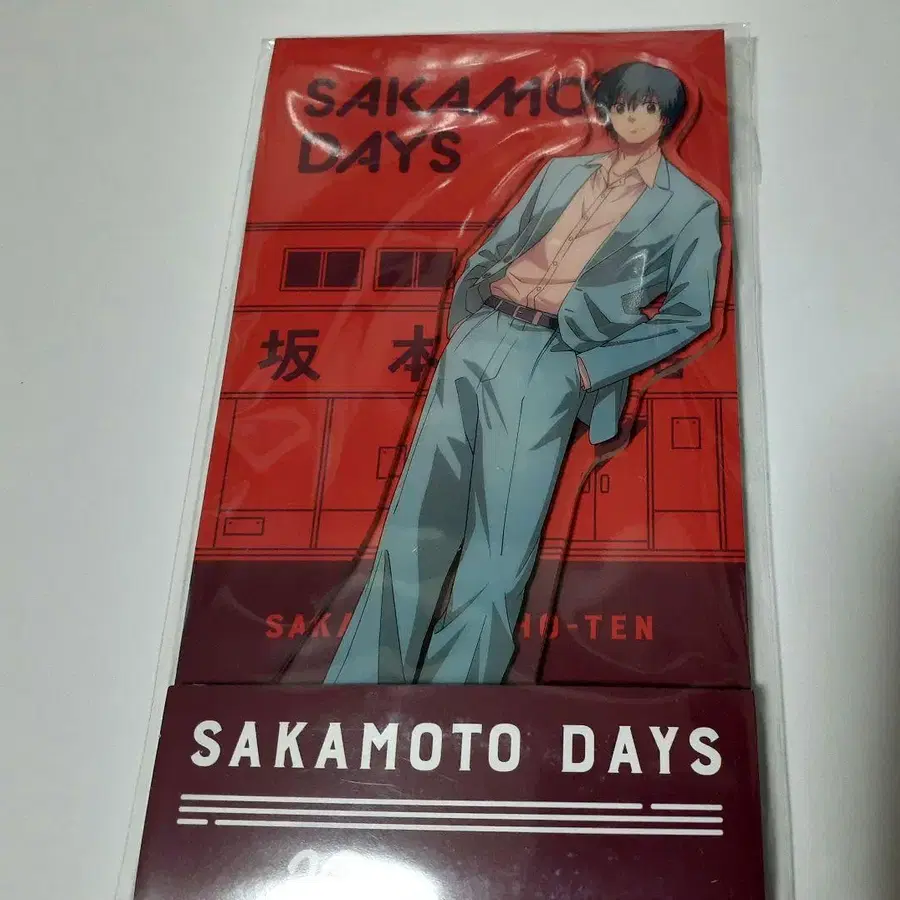 SAKAMO
DAYS
坂 本
SAKA HO-TEN
SAKAMOTO DAYS